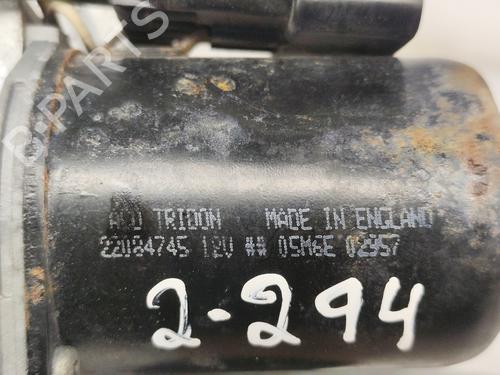 B-PARTS
TRIDON MADE IN ENGLAND
22084745 12V ## 05M6E 02957
2-294